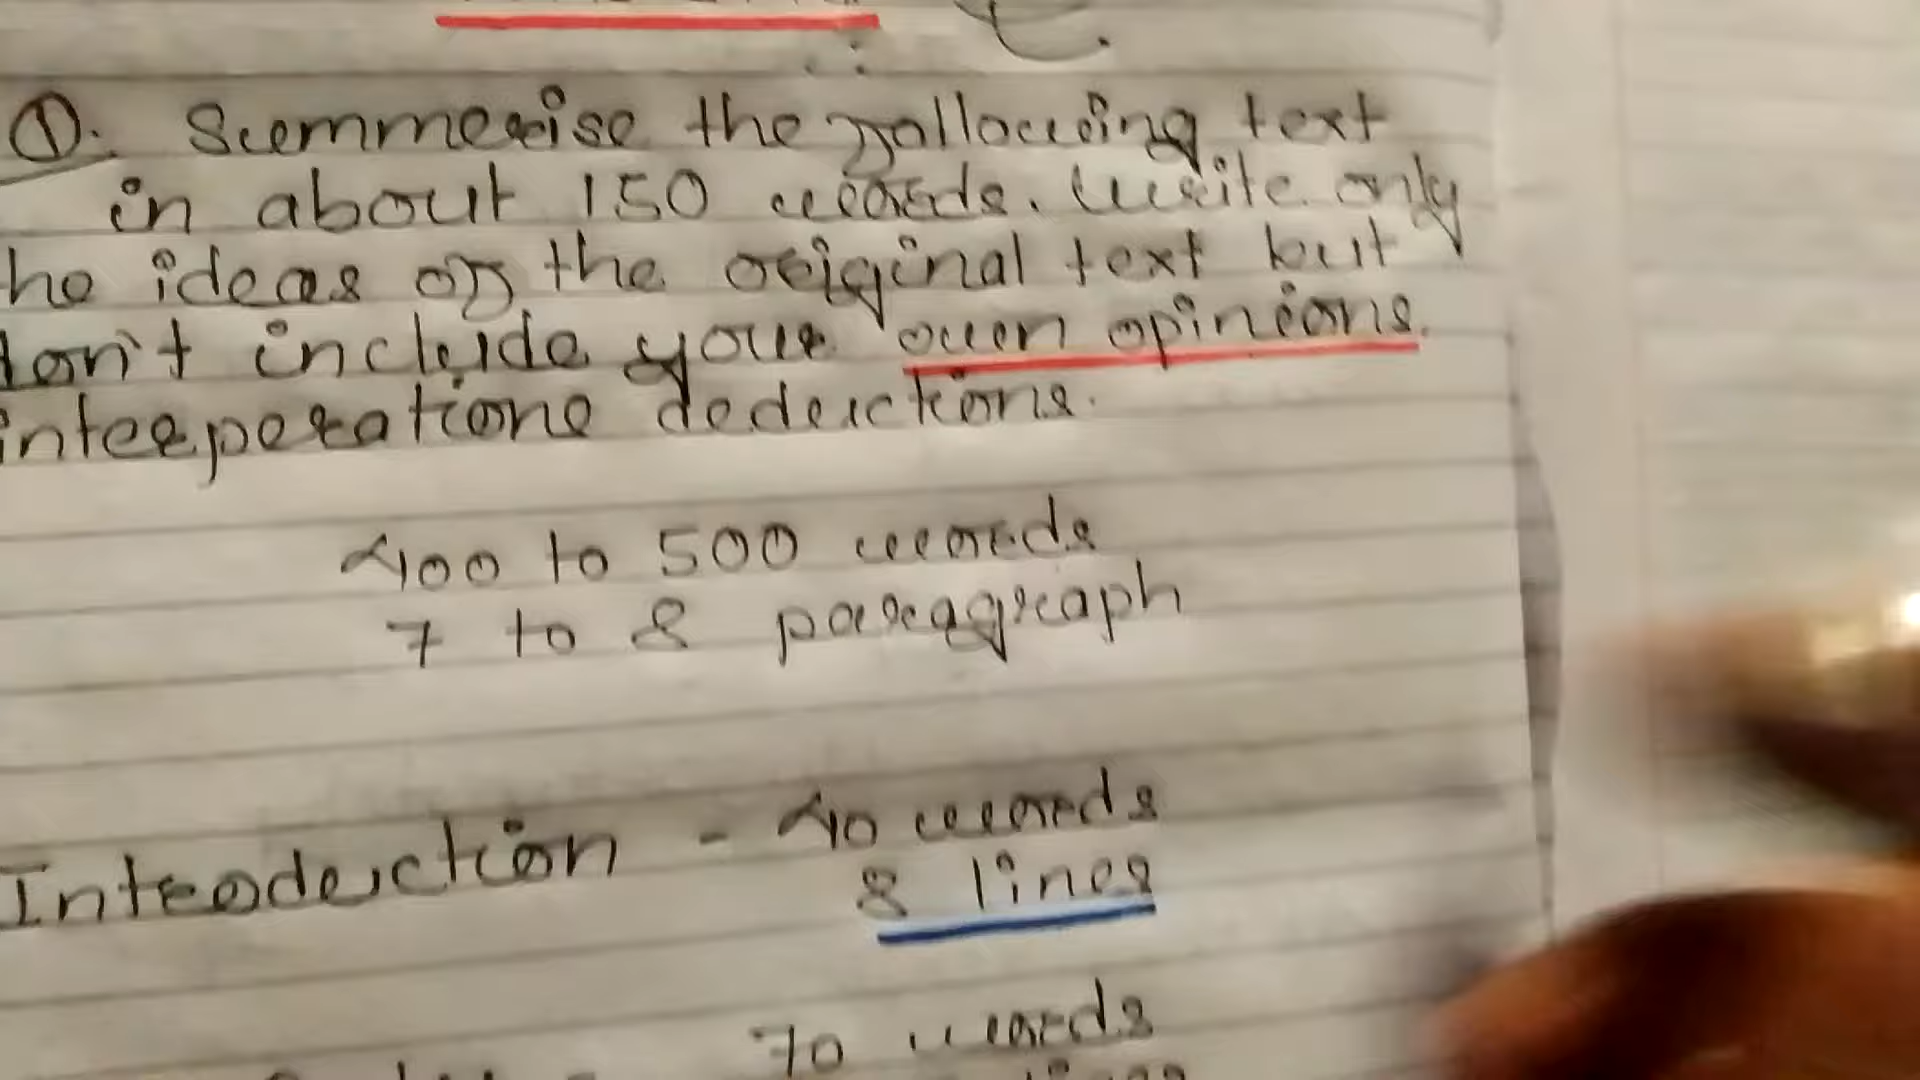 ①. Summerise the following text
in about 150 words. Write only
he ideas of the original text but
don't include your own opinions.
interperations deductions.
400 to 500 words
7 to 8 paragraph
Introduction - 40 words
8 lines
70 words